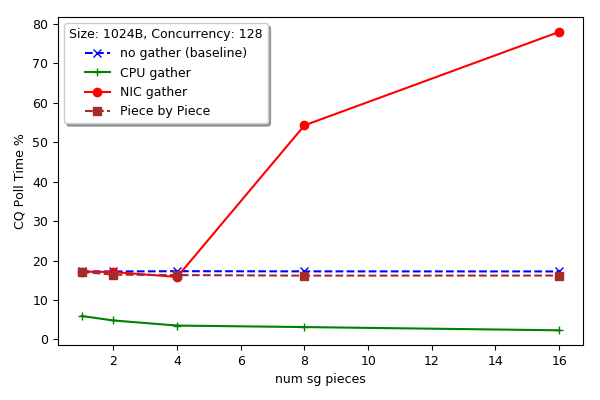 Size: 1024B, Concurrency: 128
no gather (baseline)
CPU gather
NIC gather
Piece by Piece
CQ Poll Time %
80
70
60
50
40
30
20
10
0
2 4 6 8 10 12 14 16
num sg pieces